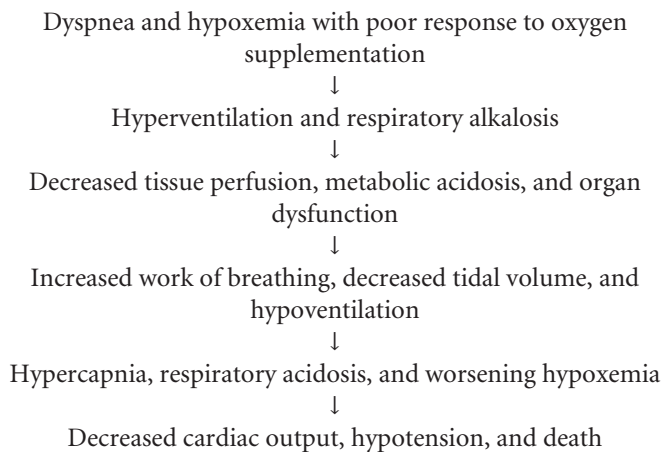 Dyspnea and hypoxemia with poor response to oxygen
supplementation
↓
Hyperventilation and respiratory alkalosis
↓
Decreased tissue perfusion, metabolic acidosis, and organ
dysfunction
↓
Increased work of breathing, decreased tidal volume, and
hypoventilation
↓
Hypercapnia, respiratory acidosis, and worsening hypoxemia
↓
Decreased cardiac output, hypotension, and death